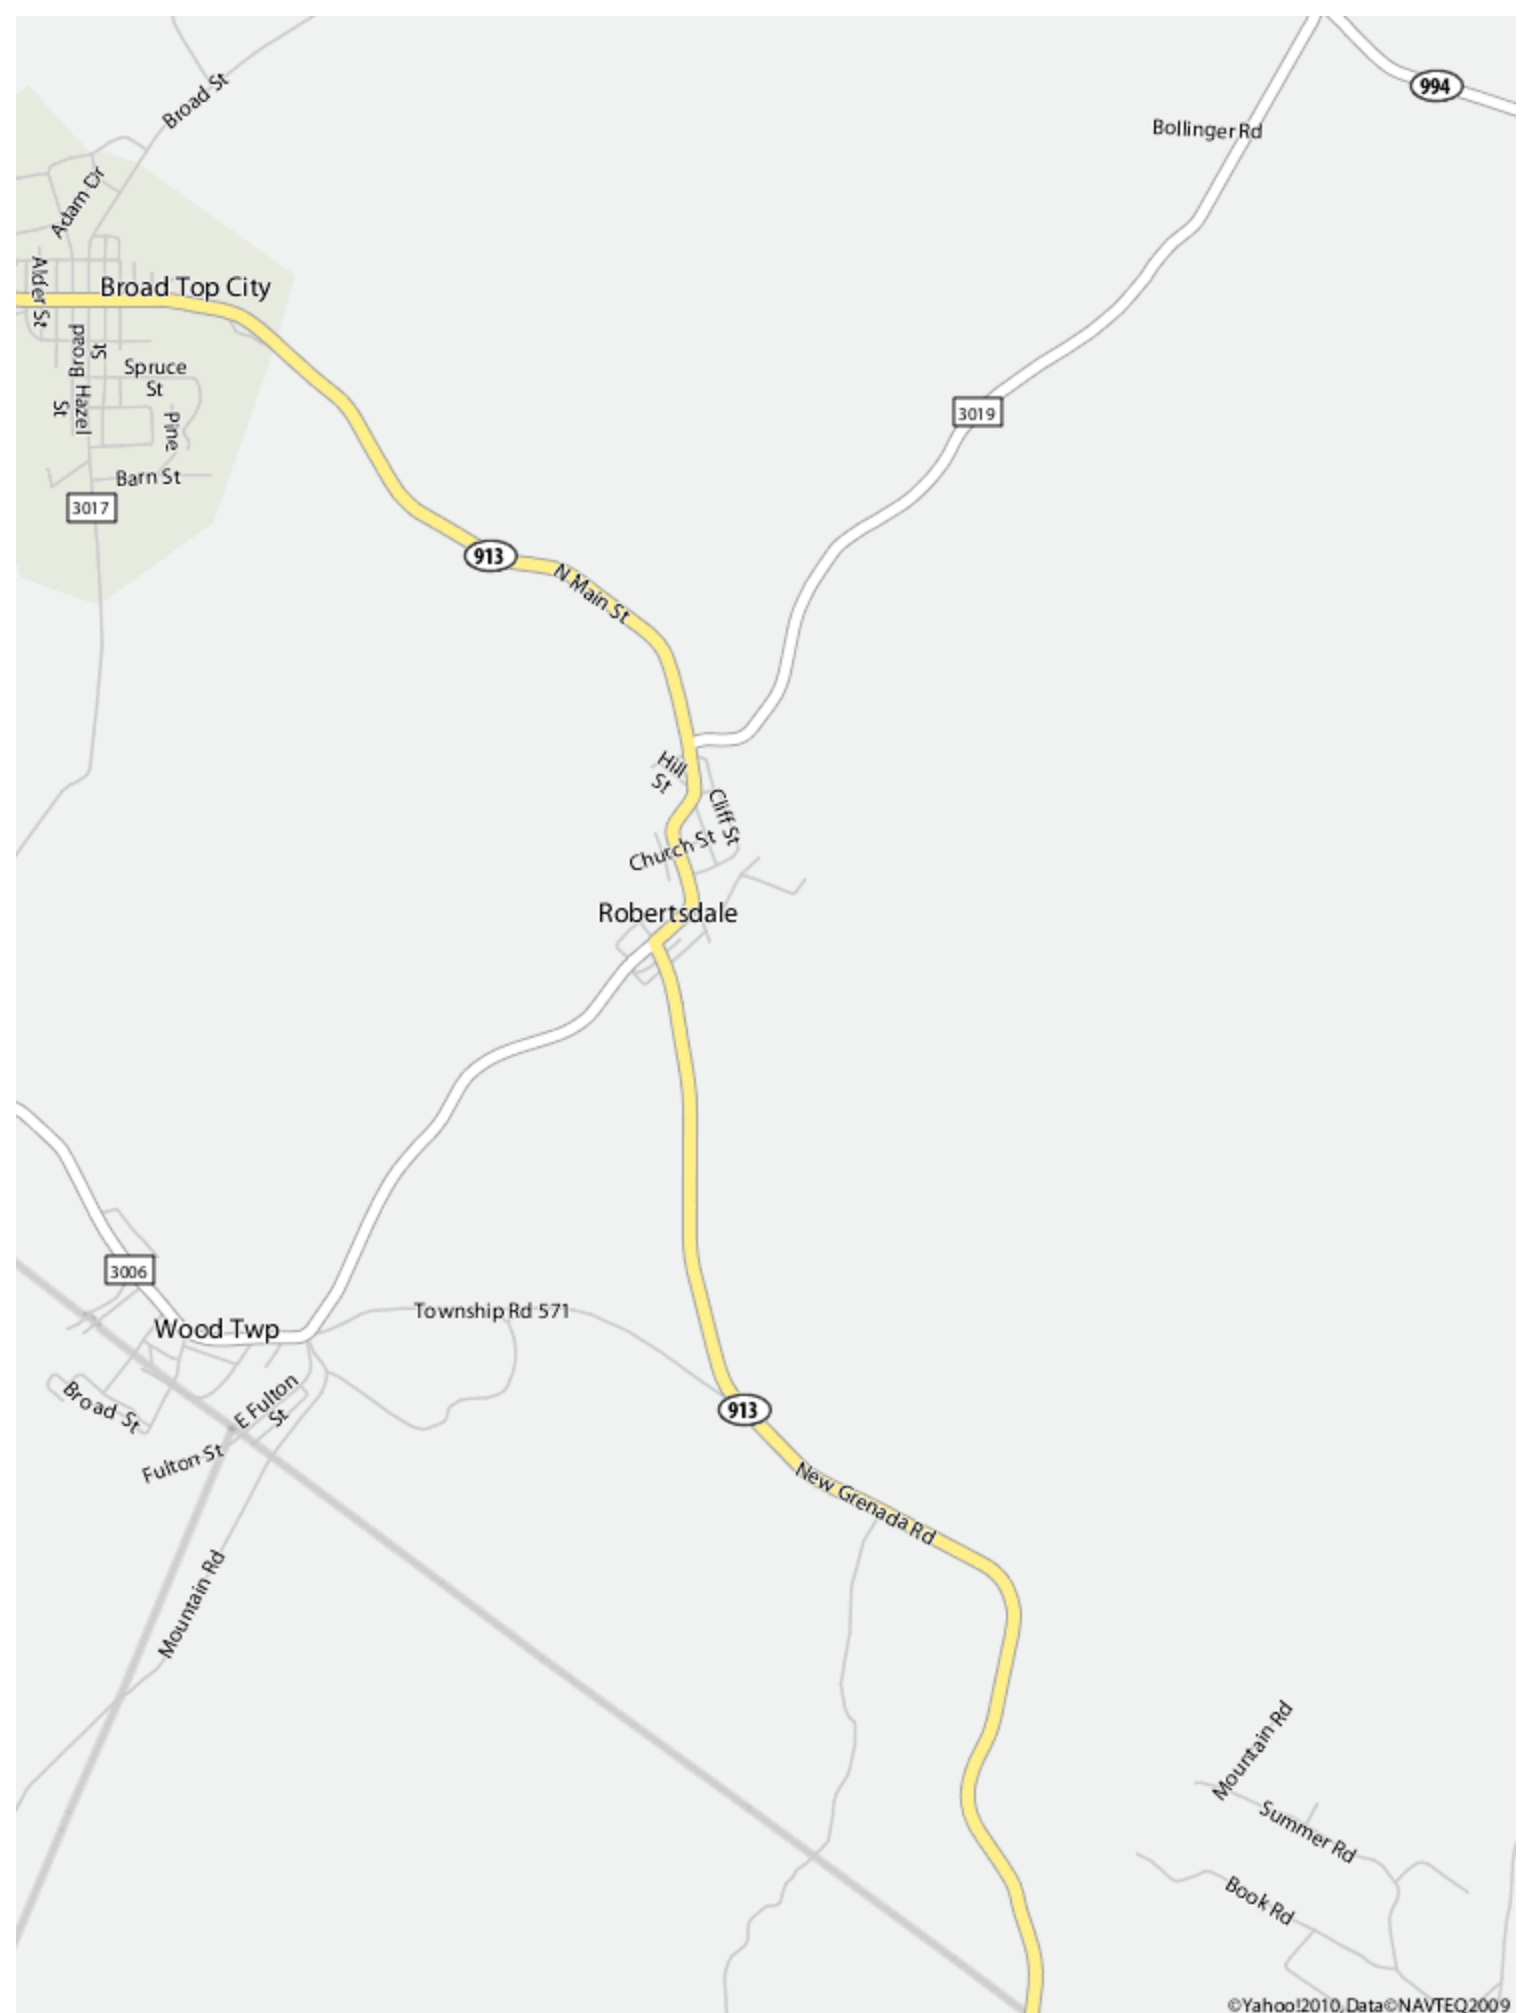 994
Broad St
Bollinger Rd
Adam Dr
Alder St
Broad Top City
Broad
St
Spruce
St
Hazel
St
Pine
3019
Barn St
3017
913
N Main St
Hill
St
Cliff St
Church St
Robertsdale
3006
Township Rd 571
Wood Twp
Broad St
E Fulton
St
913
Fulton St
New Grenada Rd
Mountain Rd
Mountain Rd
Summer Rd
Book Rd
©Yahoo!2010, Data©NAVTEQ2009